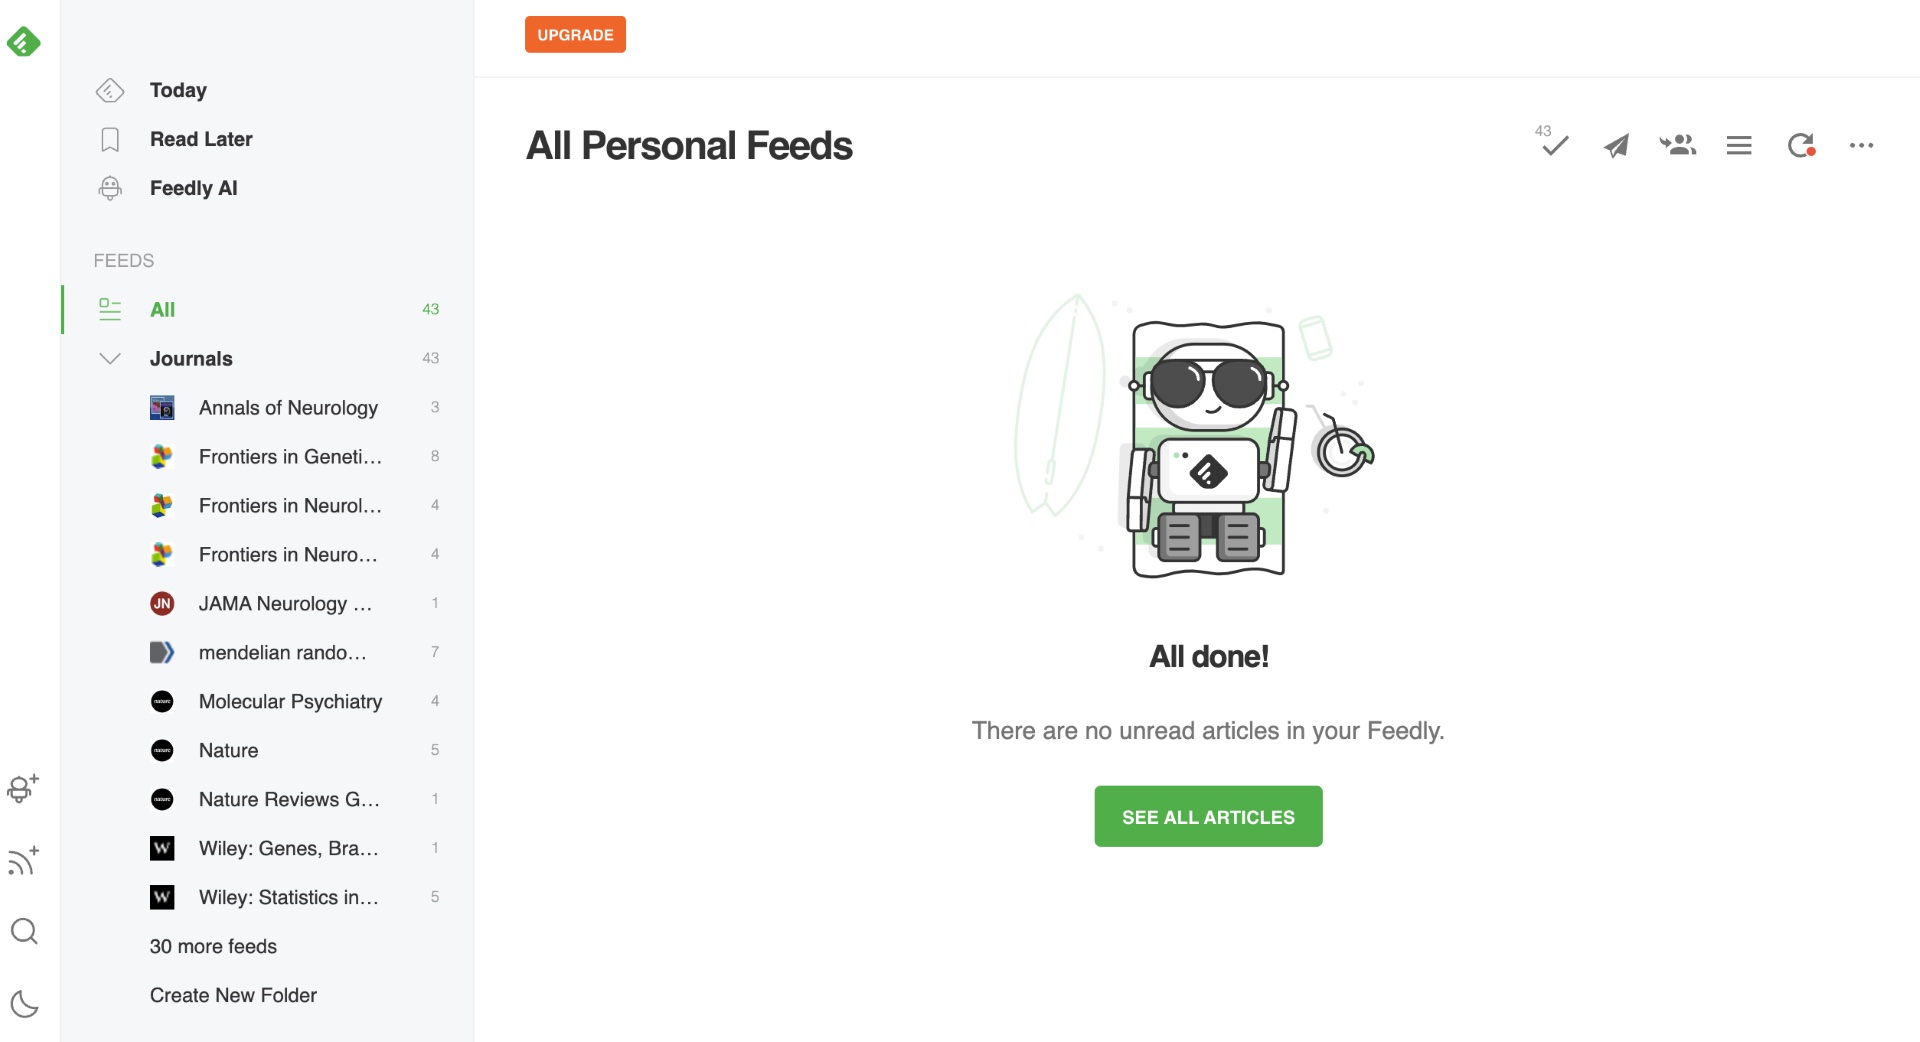 UPGRADE
Today
Read Later
Feedly AI
FEEDS
All 43
Journals 43
Annals of Neurology 3
Frontiers in Geneti... 8
Frontiers in Neurol... 4
Frontiers in Neuro... 4
JN JAMA Neurology ... 1
mendelian rando... 7
nature Molecular Psychiatry 4
nature Nature 5
nature Nature Reviews G... 1
W Wiley: Genes, Bra... 1
W Wiley: Statistics in... 5
30 more feeds
Create New Folder
All Personal Feeds
43
All done!
There are no unread articles in your Feedly.
SEE ALL ARTICLES